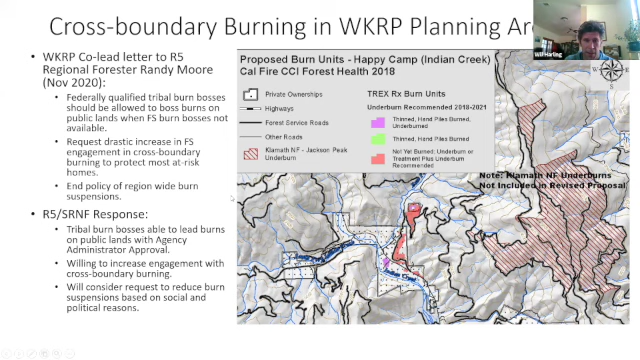 Cross-boundary Burning in WKRP Planning Ar
Will Harling
• WKRP Co-lead letter to R5
Regional Forester Randy Moore
(Nov 2020):
• Federally qualified tribal burn bosses
should be allowed to boss burns on
public lands when FS burn bosses not
available.
• Request drastic increase in FS
engagement in cross-boundary
burning to protect most at-risk
homes.
• End policy of region wide burn
suspensions.
• R5/SRNF Response:
• Tribal burn bosses able to lead burns
on public lands with Agency
Administrator Approval.
• Willing to increase engagement with
cross-boundary burning.
• Will consider request to reduce burn
suspensions based on social and
political reasons.
Proposed Burn Units - Happy Camp (Indian Creek)
Cal Fire CCI Forest Health 2018
Private Ownerships
Highways
Forest Service Roads
Other Roads
Klamath NF - Jackson Peak
Underburn
TREX Rx Burn Units
Underburn Recommended 2018-2021
Thinned, Hand Piles Burned,
Underburned
Thinned, Hand Piles Burned
Not Yet Burned: Underburn or
Treatment Plus Underburn
Recommended
N
S
Note: Klamath NF Underburns
Not Included in Revised Proposal